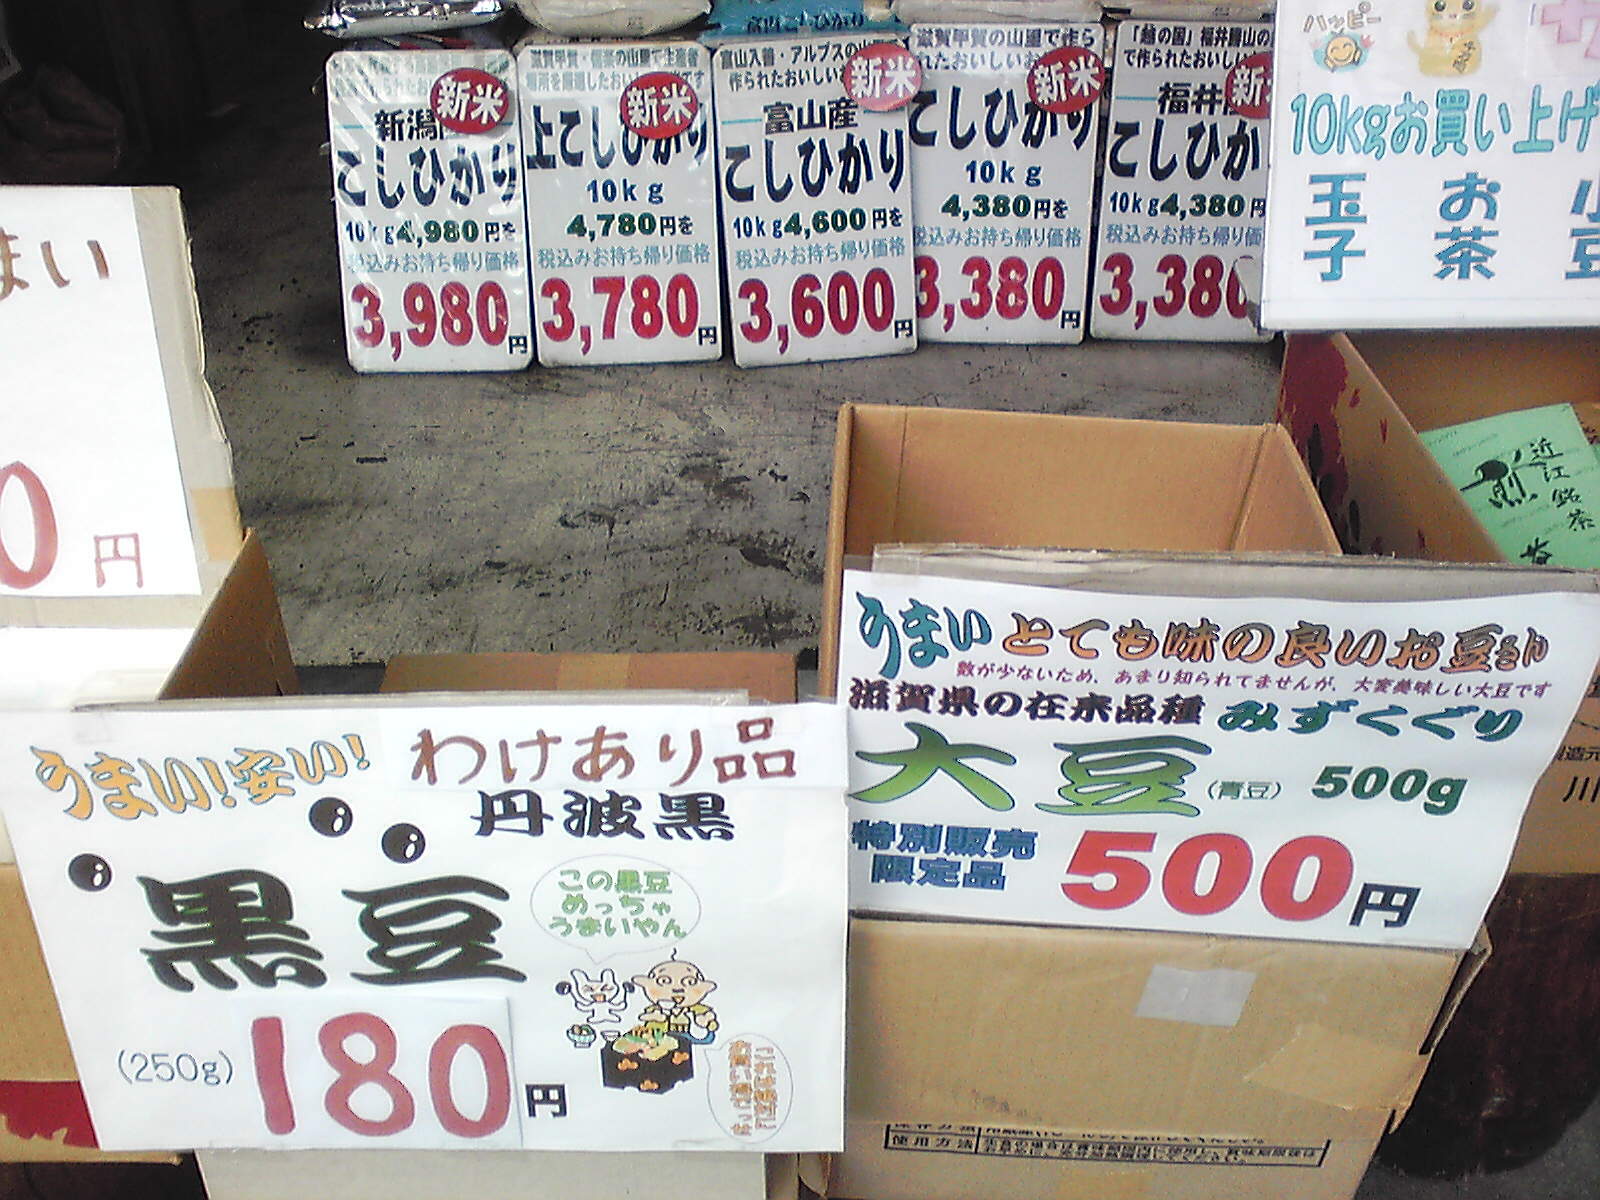 新米
こしひかり
10kg4,980円を
税込みお持ち帰り価格
3,980円
新米
上こしひかり
10kg
4,780円を
税込みお持ち帰り価格
3,780円
富山入善・アルプスの
作られたおいしい
新米
富山産
こしひかり
10kg4,600円を
税込みお持ち帰り価格
3,600円
滋賀甲賀の山里で作ら
れたおいしいお
新米
こしひかり
10kg
4,380円を
税込みお持ち帰り価格
3,380円
「越の国」福井勝山の
で作られたおいしい
福井
こしひか
10kg4,380円
税込みお持ち帰り価格
3,380
ハッピー
10kgお買い上げ
玉子
お茶
小豆
まい
0円
近江銘茶
うまい とても味の良いお豆さん
数が少ないため、あまり知られてませんが、大変美味しい大豆です
滋賀県の在来品種 みずくぐり
大豆(青豆) 500g
特別販売
限定品
500円
うまい!安い! わけあり品
丹波黒
黒豆
この黒豆
めっちゃ
うまいやん
(250g) 180円
製造元
川
使用方法